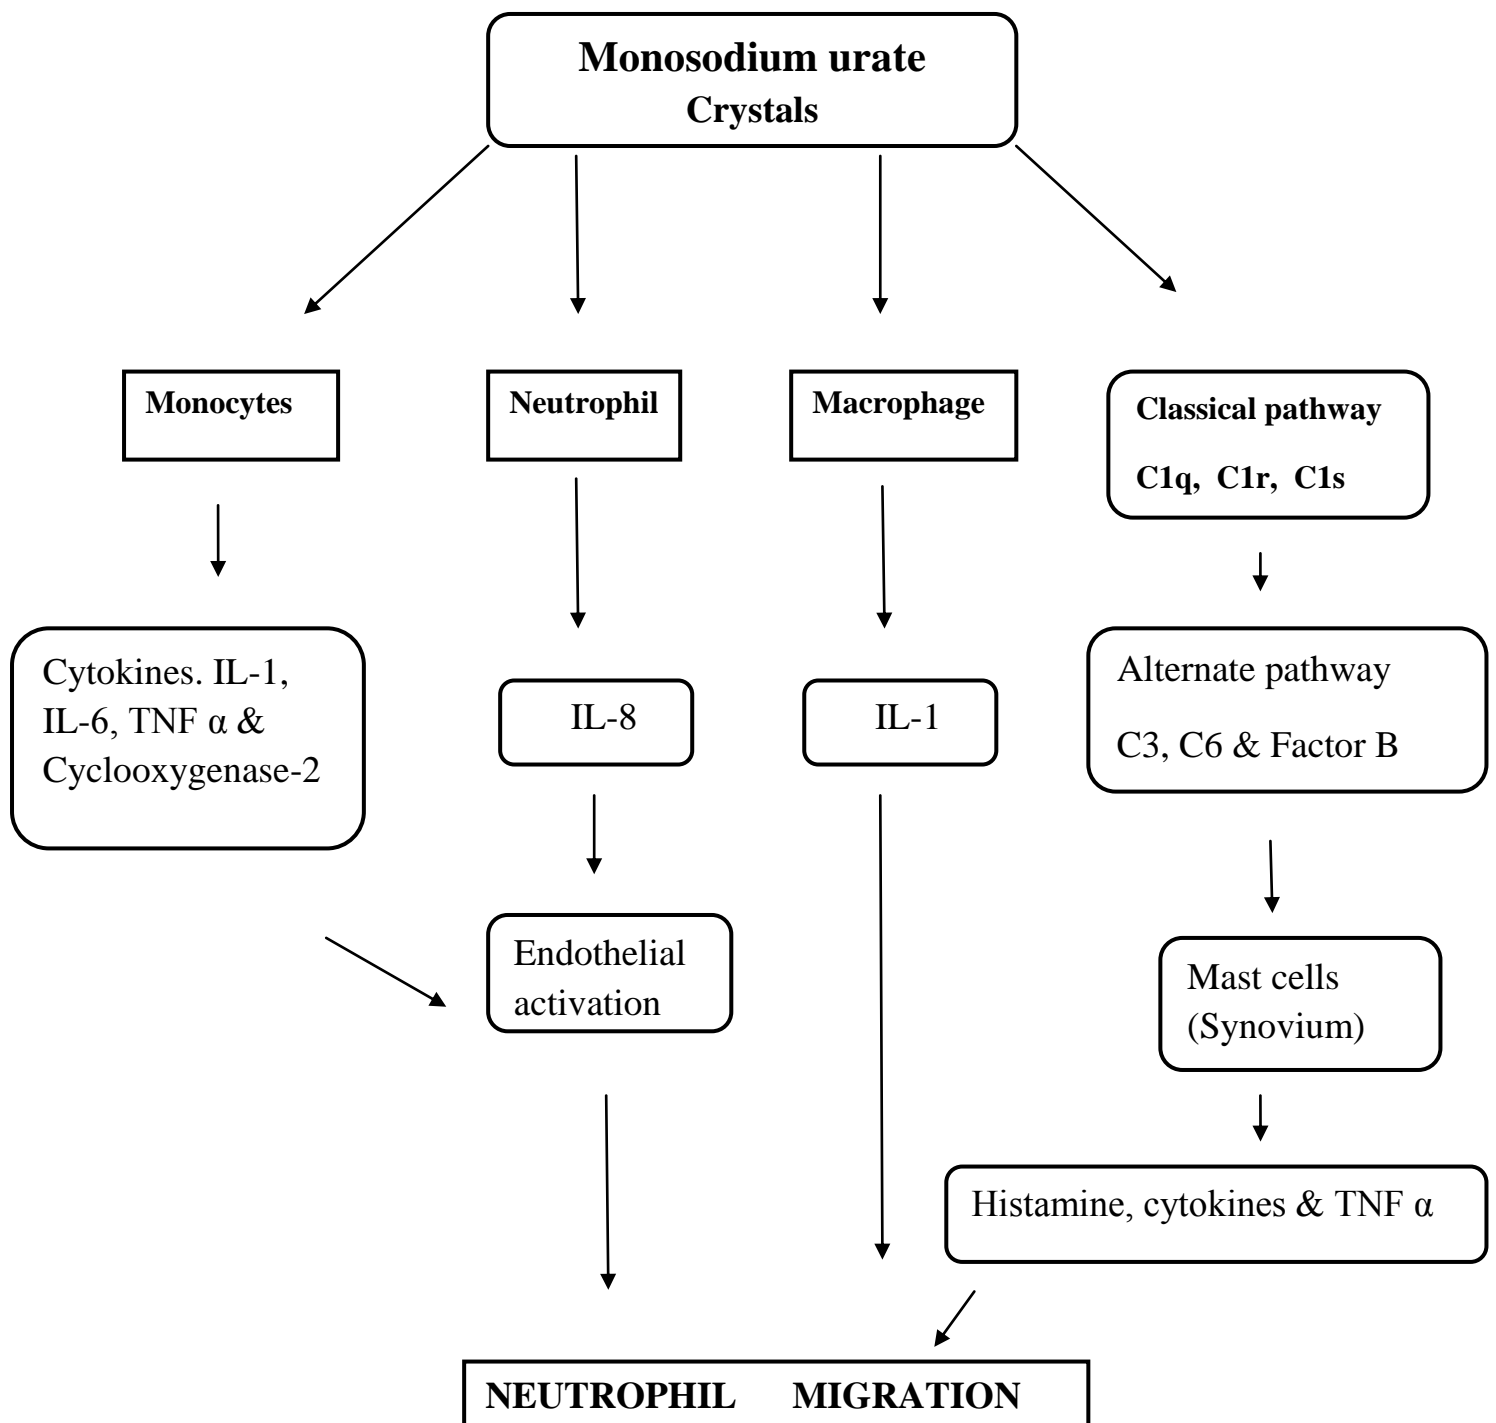 Monosodium urate
Crystals
Monocytes
Neutrophil
Macrophage
Classical pathway
C1q, C1r, C1s
Cytokines. IL-1,
IL-6, TNF α &
Cyclooxygenase-2
IL-8
IL-1
Alternate pathway
C3, C6 & Factor B
Endothelial
activation
Mast cells
(Synovium)
Histamine, cytokines & TNF α
NEUTROPHIL MIGRATION